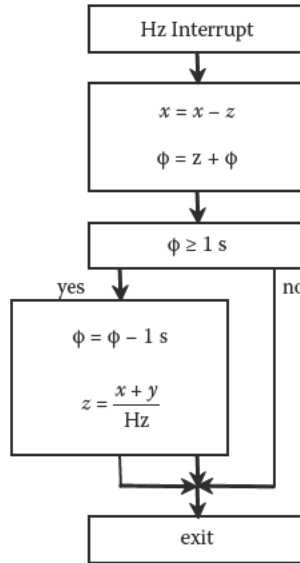 Hz Interrupt
x = x – z
ϕ = z + ϕ
ϕ ≥ 1 s
yes
no
ϕ = ϕ – 1 s
z = x + y / Hz
exit